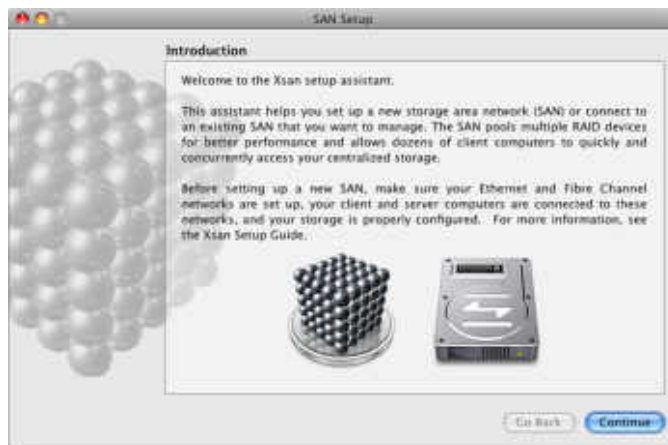 SAN Setup
Introduction
Welcome to the Xsan setup assistant.
This assistant helps you set up a new storage area network (SAN) or connect to
an existing SAN that you want to manage. The SAN pools multiple RAID devices
for better performance and allows dozens of client computers to quickly and
concurrently access your centralized storage.
Before setting up a new SAN, make sure your Ethernet and Fibre Channel
networks are set up, your client and server computers are connected to these
networks, and your storage is properly configured. For more information, see
the Xsan Setup Guide.
Go Back
Continue